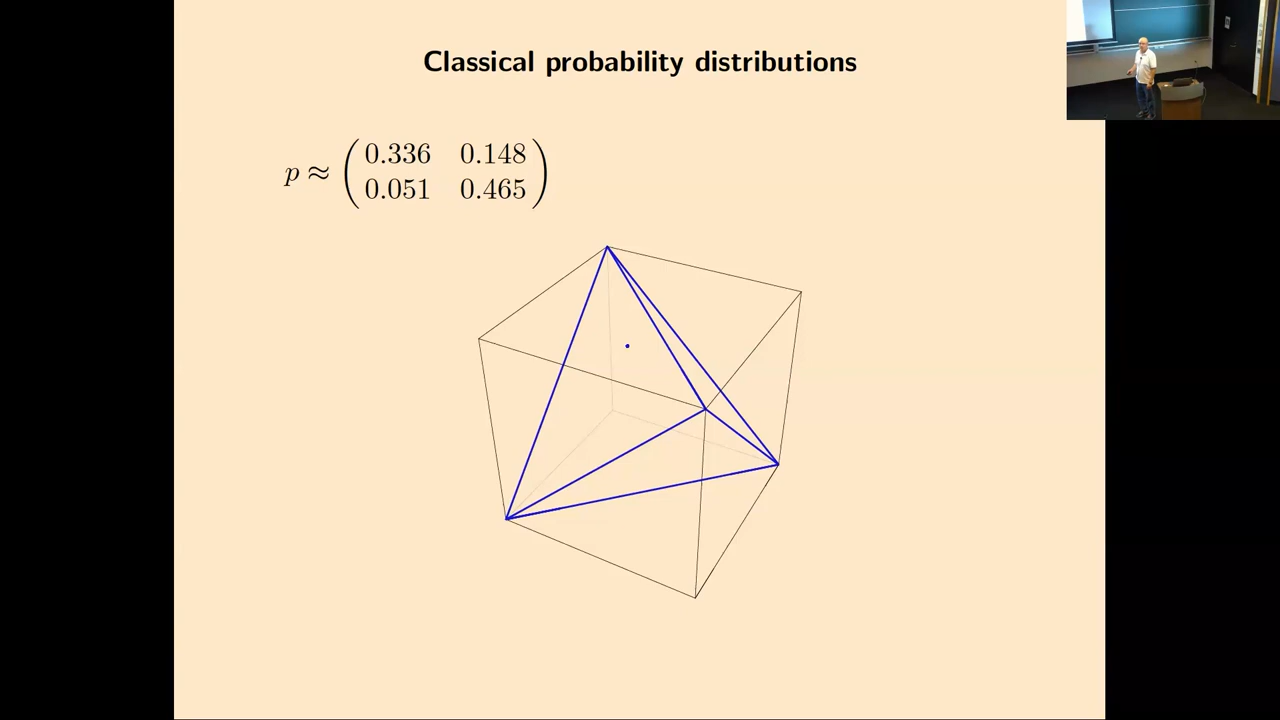 Classical probability distributions
p ≈ ( 0.336 0.148
0.051 0.465 )